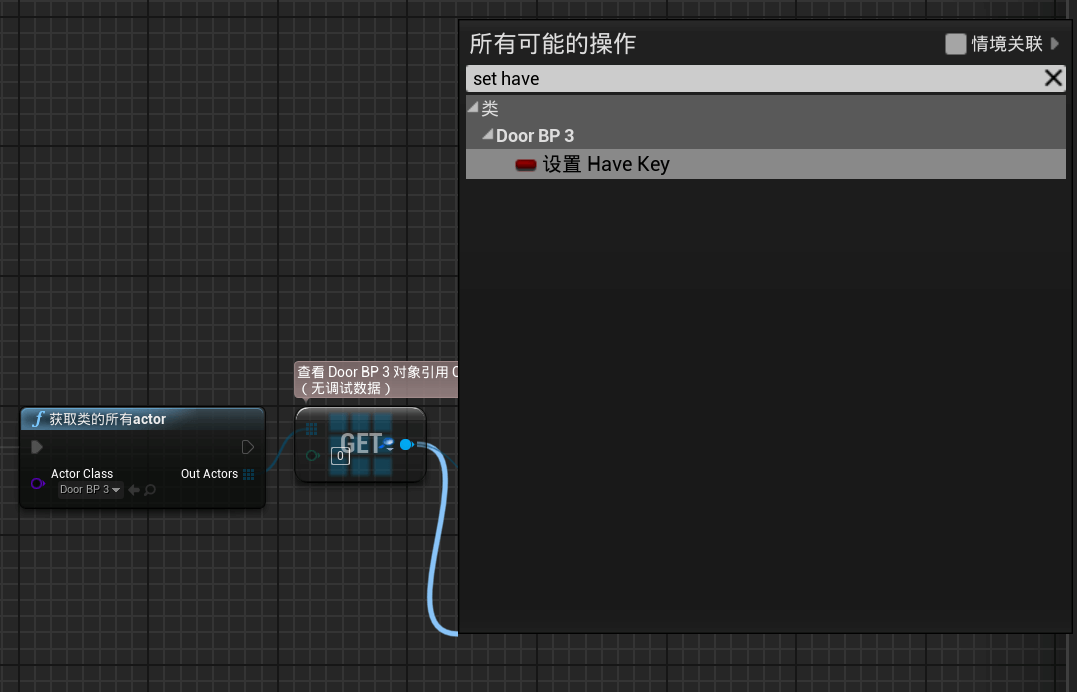 所有可能的操作
情境关联
set have
类
Door BP 3
设置 Have Key
查看 Door BP 3 对象引用
（无调试数据）
f 获取类的所有actor
GET
0
Actor Class
Out Actors
Door BP 3